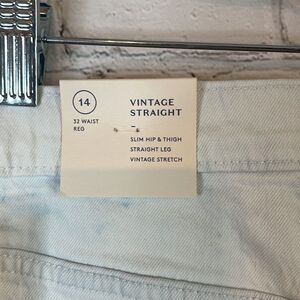 14
32 WAIST
REG
VINTAGE
STRAIGHT
–
SLIM HIP & THIGH
STRAIGHT LEG
VINTAGE STRETCH